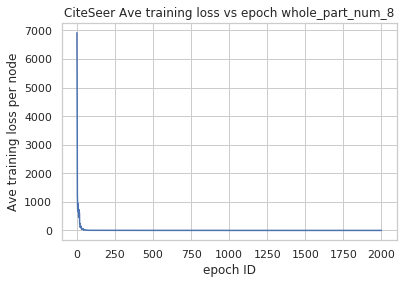 CiteSeer Ave training loss vs epoch whole_part_num_8
Ave training loss per node
7000
6000
5000
4000
3000
2000
1000
0
0 250 500 750 1000 1250 1500 1750 2000
epoch ID